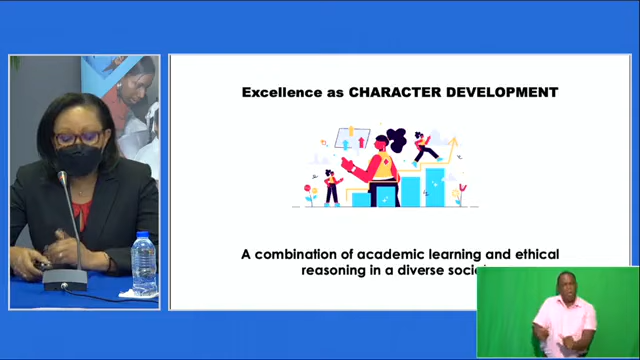 Excellence as CHARACTER DEVELOPMENT
A combination of academic learning and ethical
reasoning in a diverse